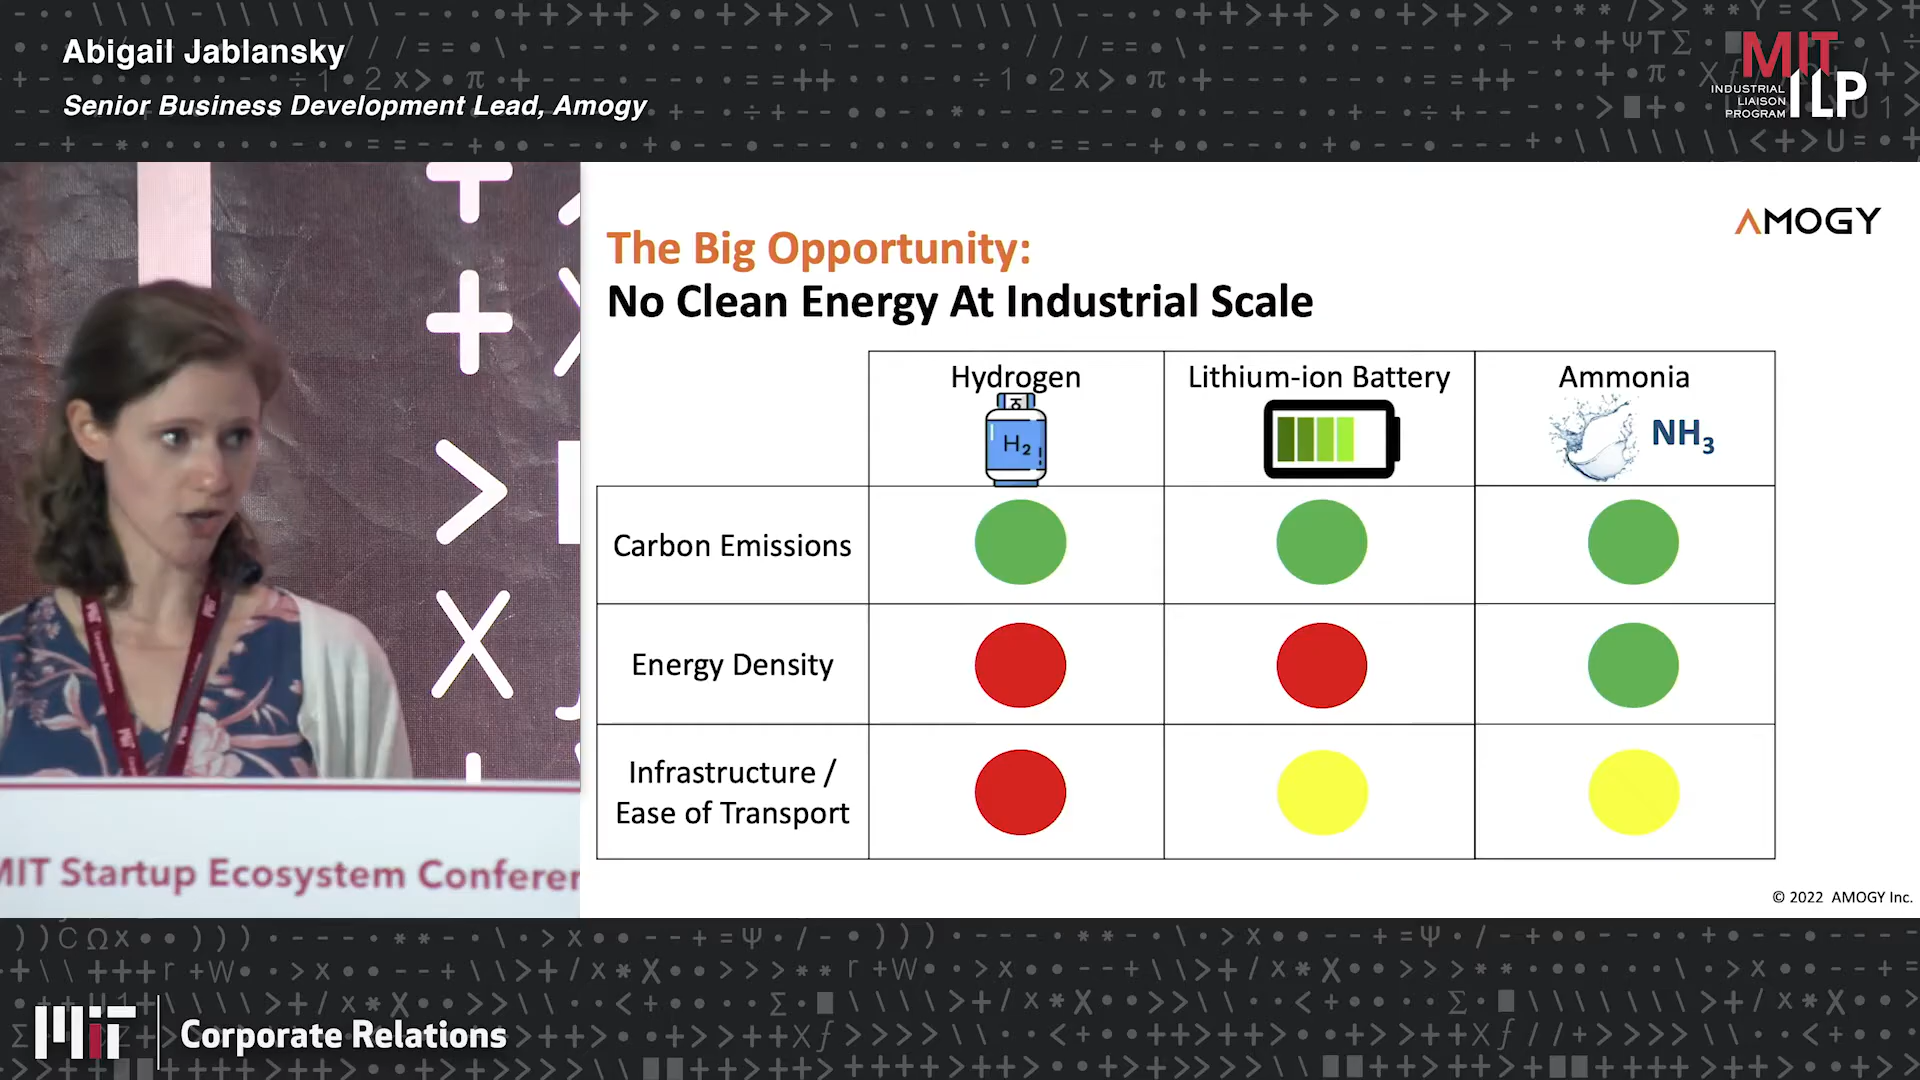 Abigail Jablansky
Senior Business Development Lead, Amogy
MIT
INDUSTRIAL
LIAISON
PROGRAM
ILP
AMOGY
The Big Opportunity:
No Clean Energy At Industrial Scale
Hydrogen
Lithium-ion Battery
Ammonia
H₂
NH₃
Carbon Emissions
Energy Density
Infrastructure /
Ease of Transport
MIT Startup Ecosystem Conferen
© 2022 AMOGY Inc.
MIT
Corporate Relations